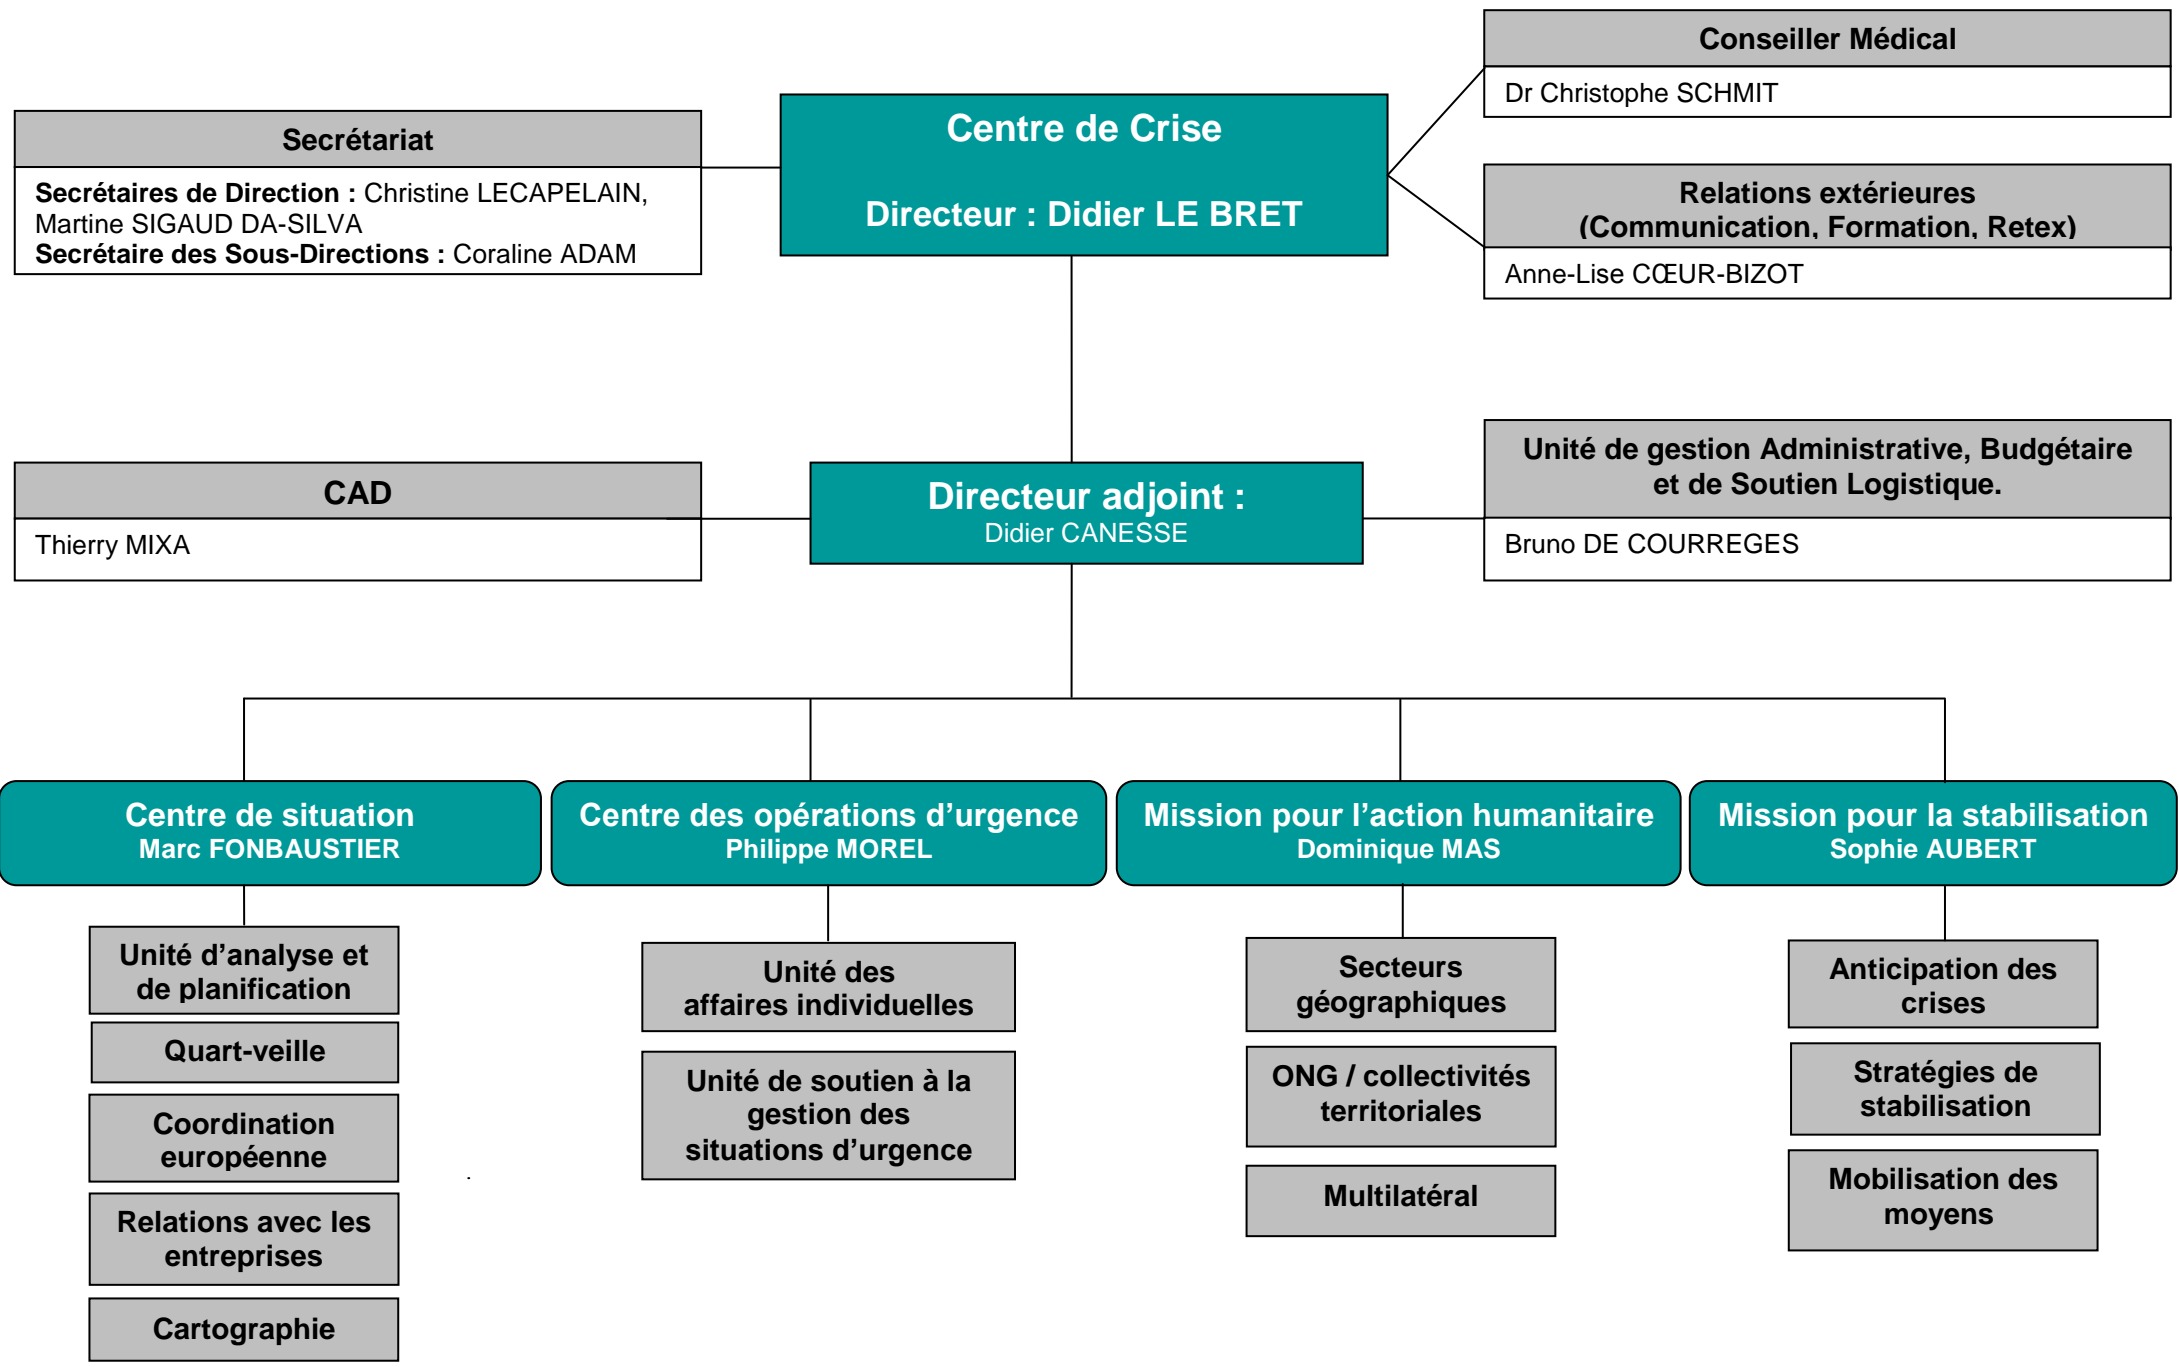 Conseiller Médical
Dr Christophe SCHMIT
Centre de Crise
Directeur : Didier LE BRET
Secrétariat
Secrétaires de Direction : Christine LECAPELAIN,
Martine SIGAUD DA-SILVA
Secrétaire des Sous-Directions : Coraline ADAM
Relations extérieures
(Communication, Formation, Retex)
Anne-Lise CŒUR-BIZOT
CAD
Thierry MIXA
Directeur adjoint :
Didier CANESSE
Unité de gestion Administrative, Budgétaire
et de Soutien Logistique.
Bruno DE COURREGES
Centre de situation
Marc FONBAUSTIER
Centre des opérations d’urgence
Philippe MOREL
Mission pour l’action humanitaire
Dominique MAS
Mission pour la stabilisation
Sophie AUBERT
Unité d’analyse et
de planification
Quart-veille
Coordination
européenne
Relations avec les
entreprises
Cartographie
Unité des
affaires individuelles
Unité de soutien à la
gestion des
situations d’urgence
Secteurs
géographiques
ONG / collectivités
territoriales
Multilatéral
Anticipation des
crises
Stratégies de
stabilisation
Mobilisation des
moyens